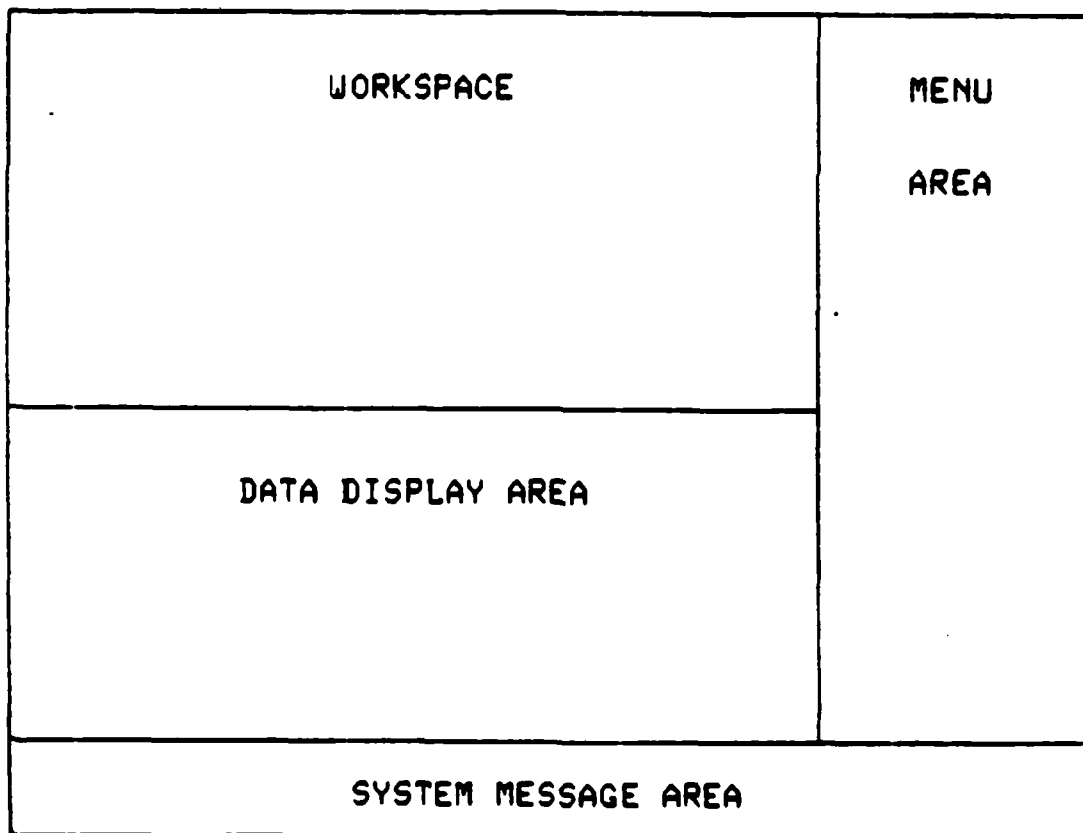 WORKSPACE
MENU
AREA
DATA DISPLAY AREA
SYSTEM MESSAGE AREA